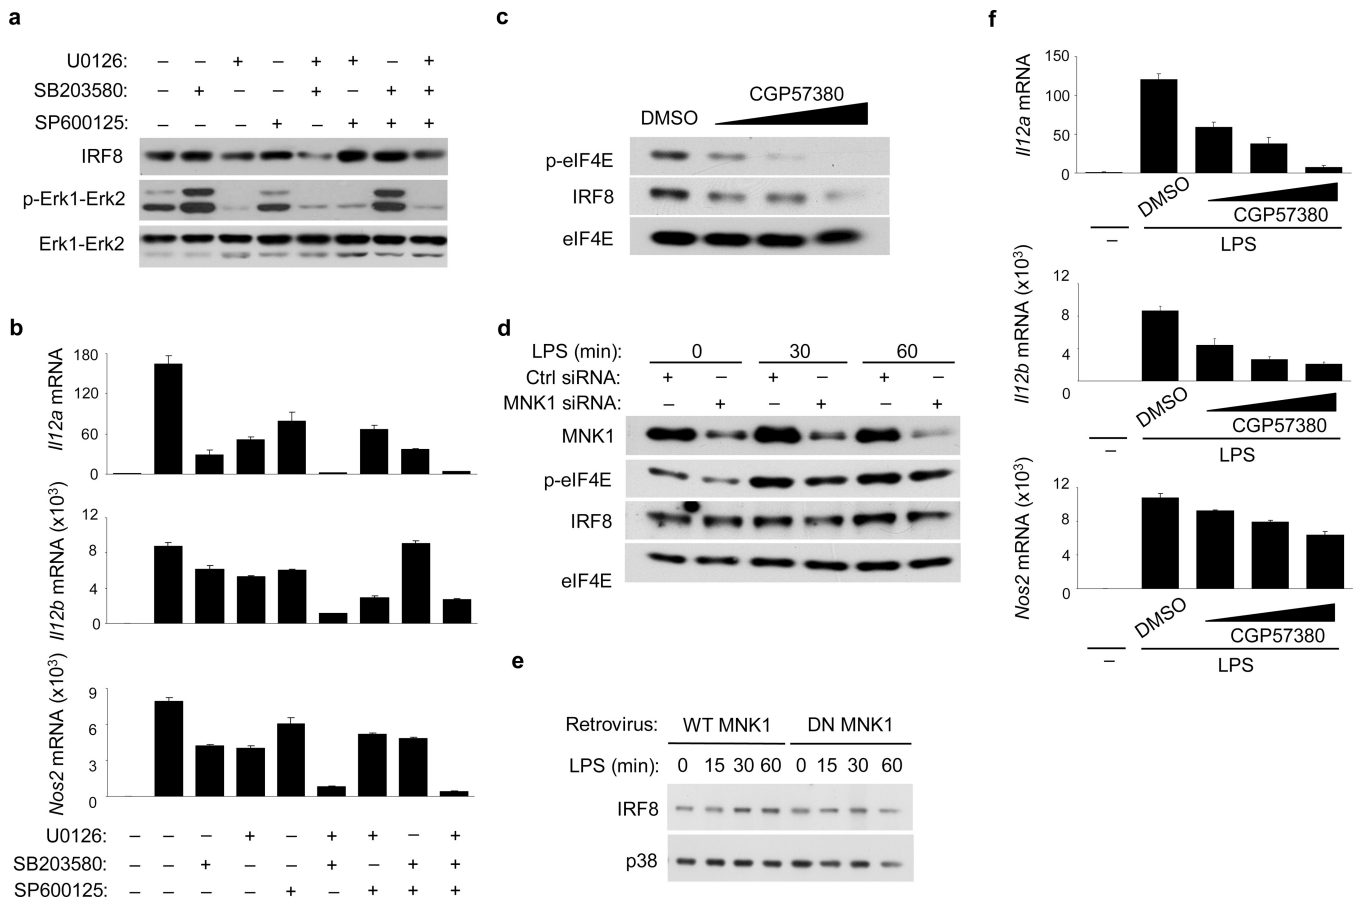 a
U0126: – – + – + + – +
SB203580: – + – – + – + +
SP600125: – – – + – + + +
IRF8
p-Erk1-Erk2
Erk1-Erk2
b
Il12a mRNA
180
120
60
0
Il12b mRNA (x10³)
12
8
4
0
Nos2 mRNA (x10³)
9
6
3
0
U0126: – – – + – + + – +
SB203580: – – + – – + – + +
SP600125: – – – – + – + + +
c
DMSO
CGP57380
p-eIF4E
IRF8
eIF4E
d
LPS (min): 0 30 60
Ctrl siRNA: + – + – + –
MNK1 siRNA: – + – + – +
MNK1
p-eIF4E
IRF8
eIF4E
e
Retrovirus: WT MNK1 DN MNK1
LPS (min): 0 15 30 60 0 15 30 60
IRF8
p38
f
Il12a mRNA
150
100
50
0
DMSO
CGP57380
– LPS
Il12b mRNA (x10³)
12
8
4
0
DMSO
CGP57380
– LPS
Nos2 mRNA (x10³)
12
8
4
0
DMSO
CGP57380
– LPS